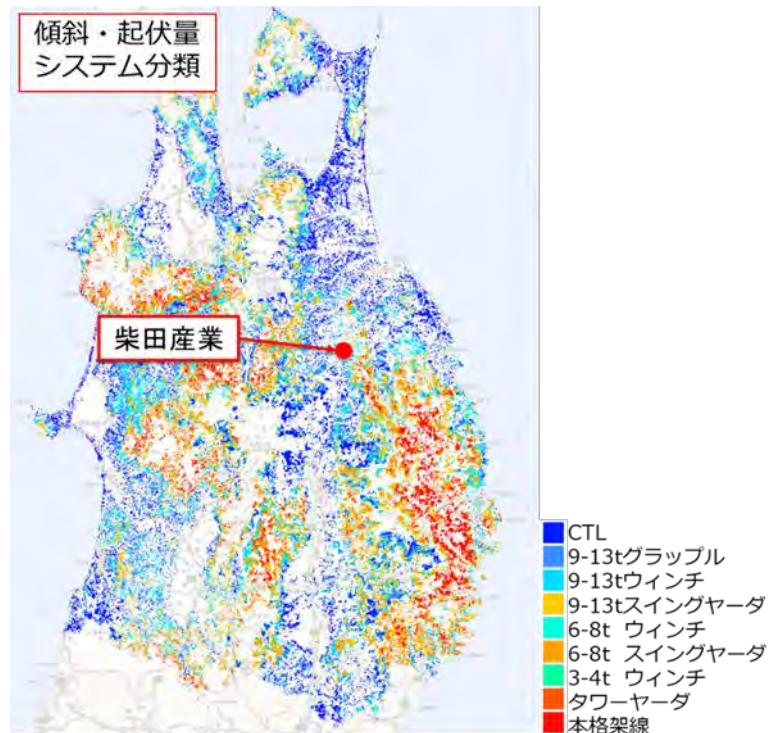 傾斜・起伏量
システム分類
柴田産業
CTL
9-13tグラップル
9-13tウィンチ
9-13tスイングヤーダ
6-8t ウィンチ
6-8t スイングヤーダ
3-4t ウィンチ
タワーヤーダ
本格架線